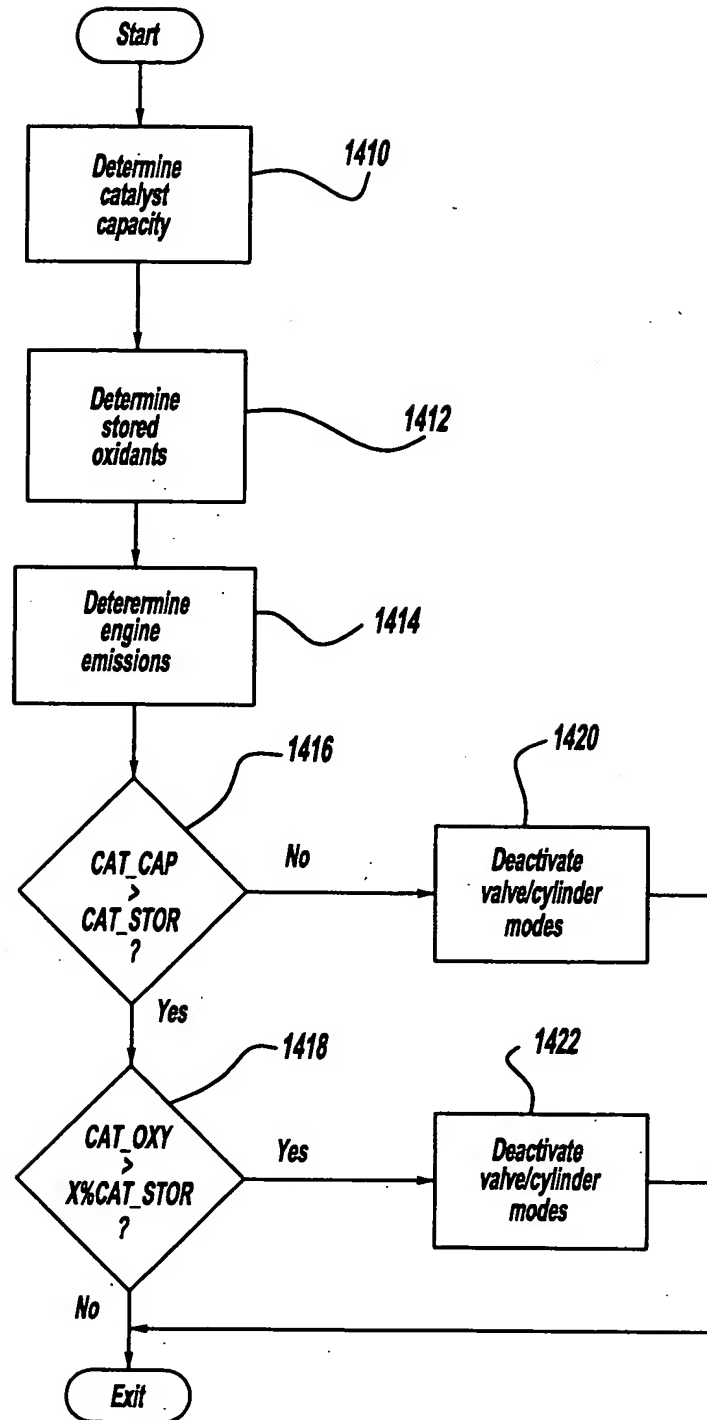 Start
Determine
catalyst
capacity
1410
Determine
stored
oxidants
1412
Deterermine
engine
emissions
1414
1416
CAT_CAP
>
CAT_STOR
?
No
1420
Deactivate
valve/cylinder
modes
Yes
1418
CAT_OXY
>
X%CAT_STOR
?
Yes
1422
Deactivate
valve/cylinder
modes
No
Exit